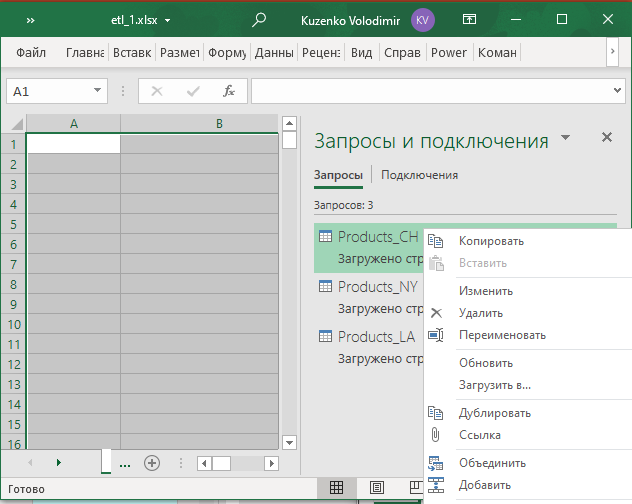 ›› etl_1.xlsx Kuzenko Volodimir KV
Файл Главна Вставк Размет Форму Данны Реценз Вид Справ Power Коман
A1 fx
A B
1
2
3
4
5
6
7
8
9
10
11
12
13
14
15
16
Запросы и подключения
Запросы Подключения
Запросов: 3
Products_CH
Загружено стр
Products_NY
Загружено стр
Products_LA
Загружено стр
Копировать
Вставить
Изменить
Удалить
Переименовать
Обновить
Загрузить в...
Дублировать
Ссылка
Объединить
Добавить
...
Готово